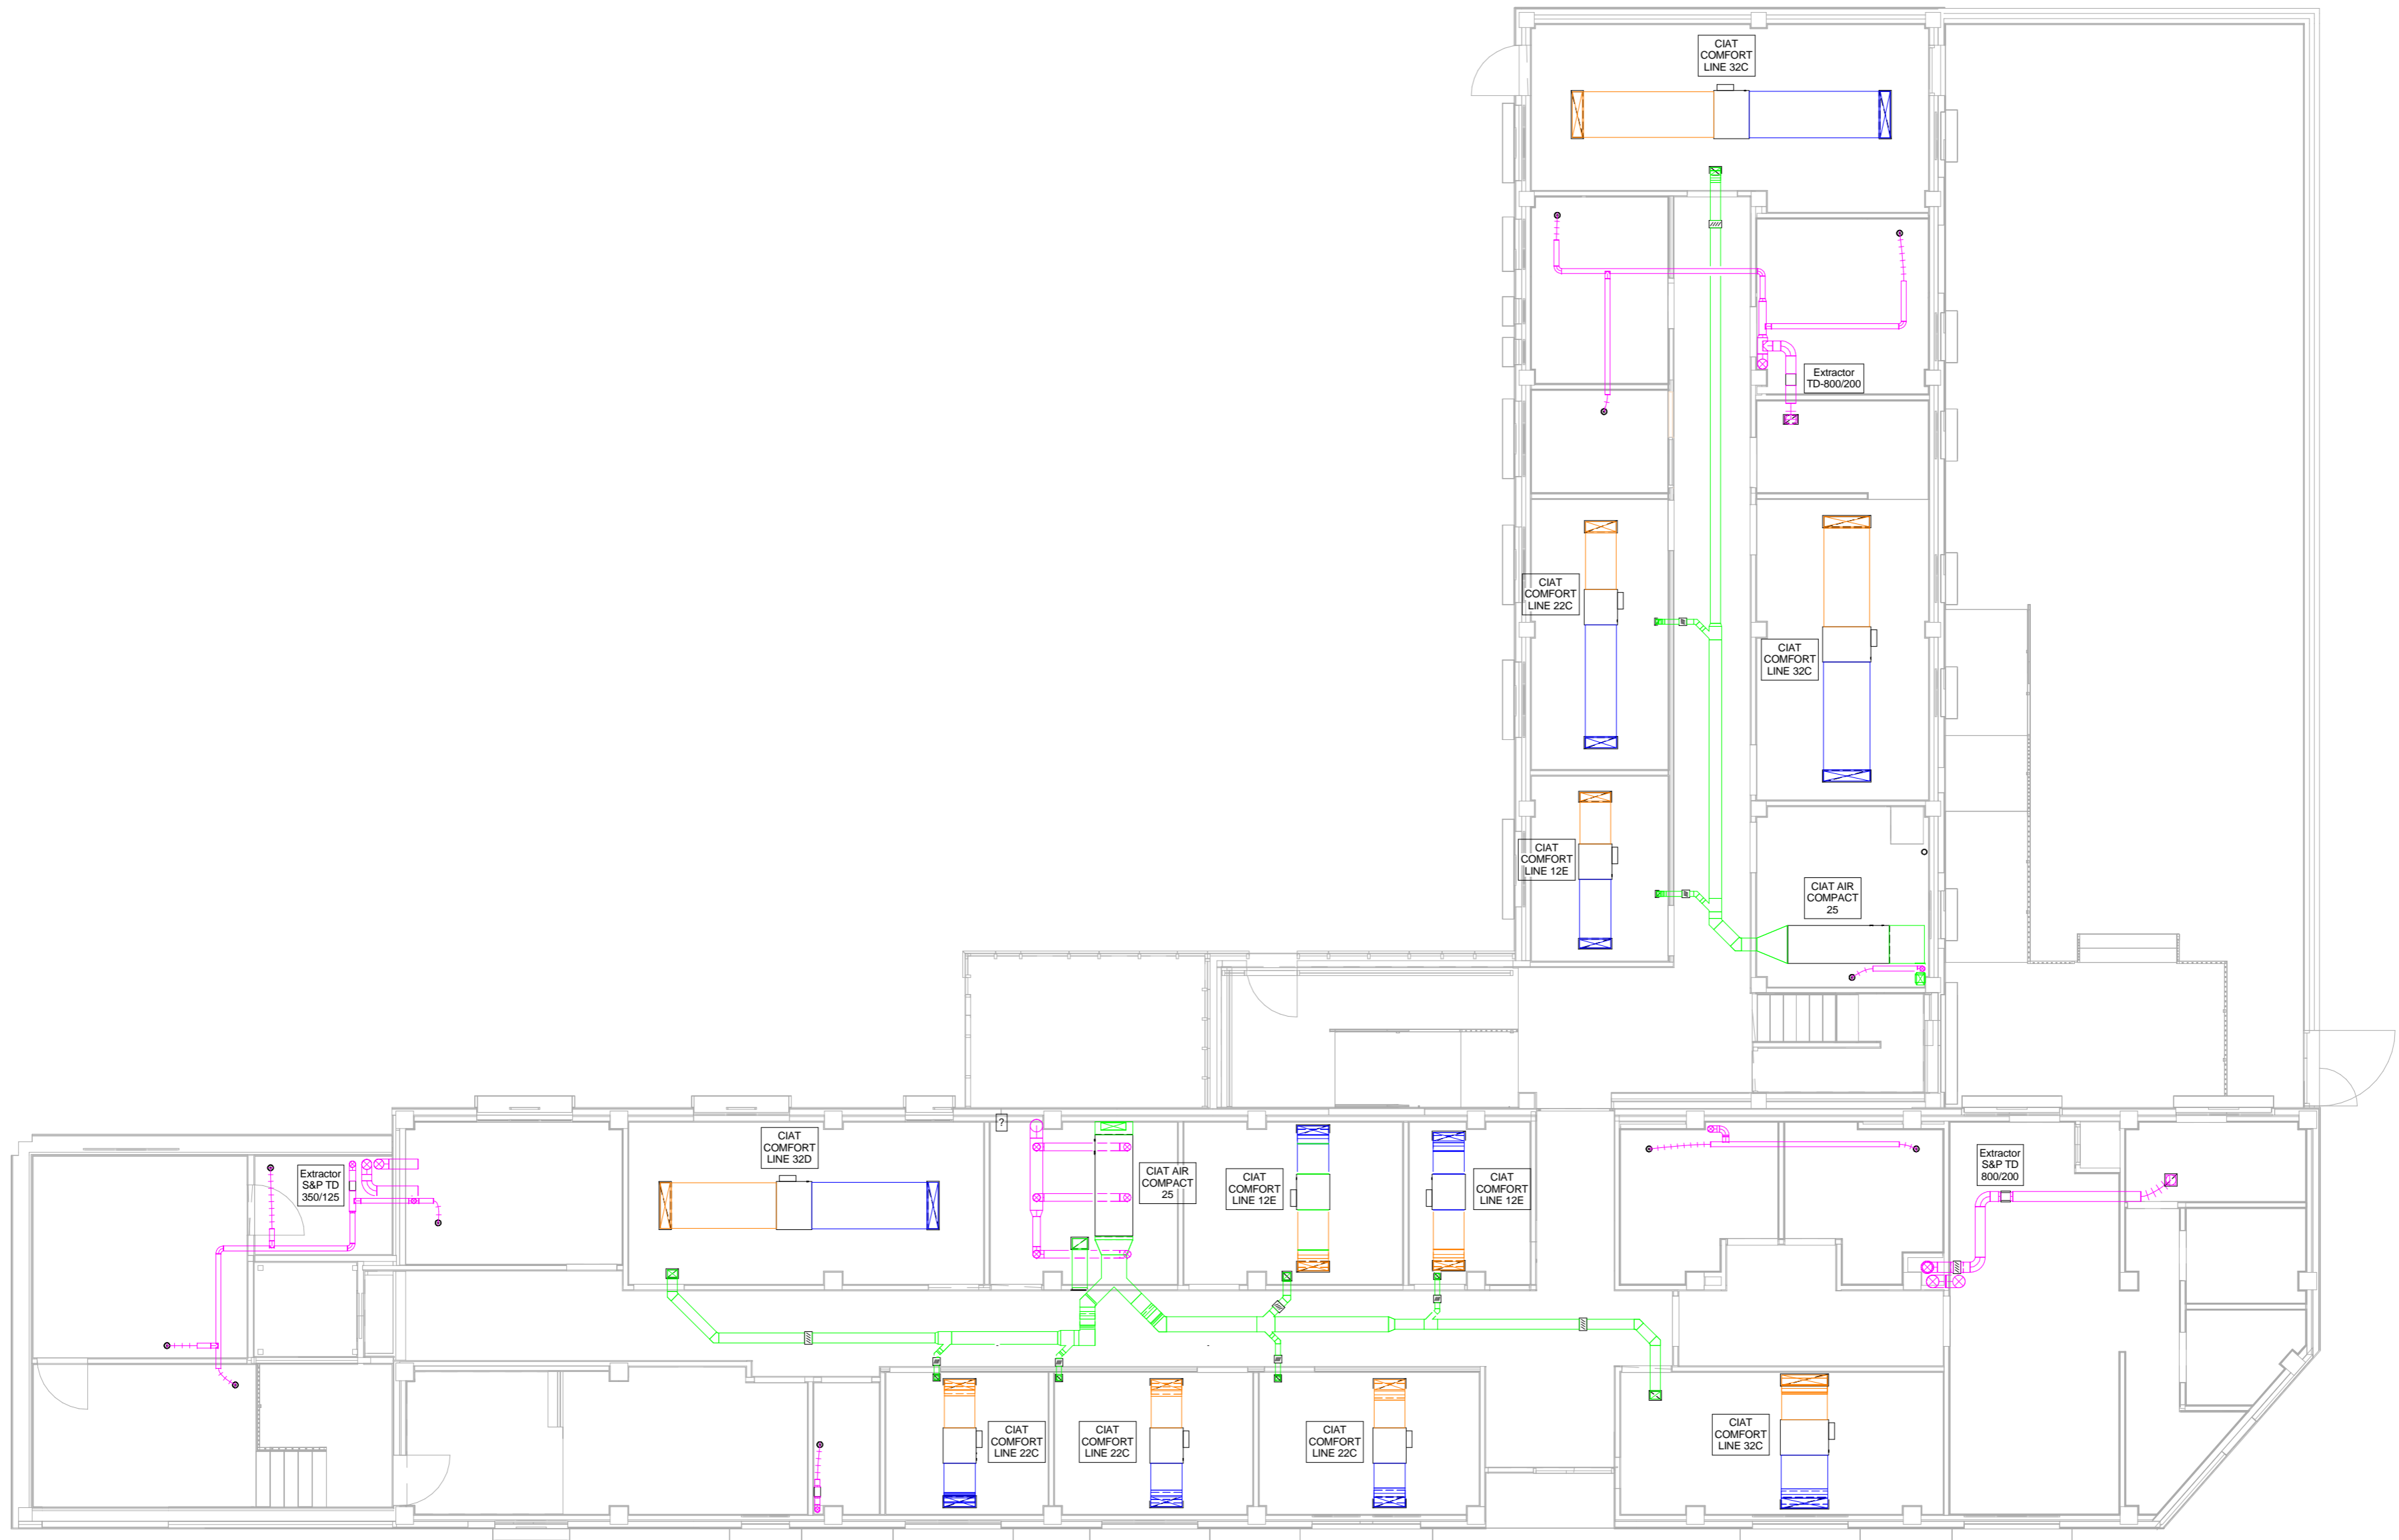 CIAT
COMFORT
LINE 32C
Extractor
TD-800/200
CIAT
COMFORT
LINE 22C
CIAT
COMFORT
LINE 32C
CIAT
COMFORT
LINE 12E
CIAT AIR
COMPACT
25
?
CIAT
COMFORT
LINE 32D
Extractor
S&P TD
350/125
CIAT AIR
COMPACT
25
CIAT
COMFORT
LINE 12E
CIAT
COMFORT
LINE 12E
Extractor
S&P TD
800/200
CIAT
COMFORT
LINE 22C
CIAT
COMFORT
LINE 22C
CIAT
COMFORT
LINE 22C
CIAT
COMFORT
LINE 32C